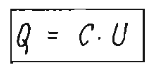 Q = C · U